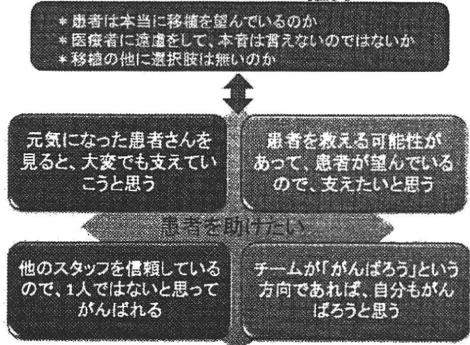 * 患者は本当に移植を望んでいるのか
* 医療者に遠慮をして、本音は言えないのではないか
* 移植の他に選択肢は無いのか
元気になった患者さんを
見ると、大変でも支えてい
こうと思う
患者を救える可能性が
あって、患者が望んでいる
ので、支えたいと思う
患者を助けたい
他のスタッフを信頼している
ので、1人ではないと思って
がんばれる
チームが「がんばろう」という
方向であれば、自分もがん
ばろうと思う